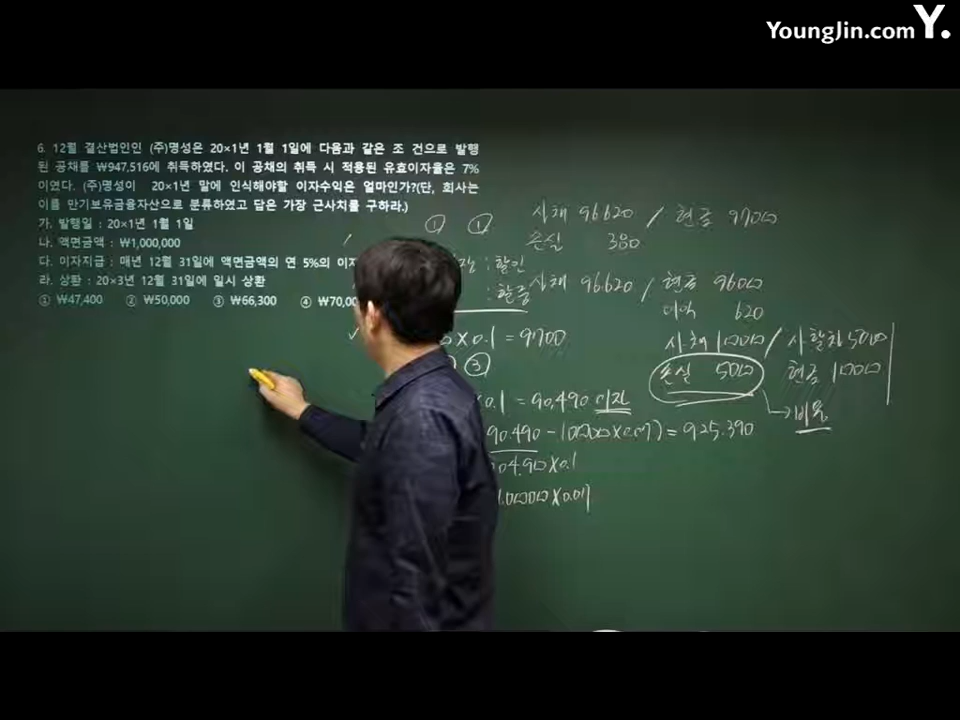 YoungJin.com Y.
6. 12월 결산법인인 (주)명성은 20×1년 1월 1일에 다음과 같은 조 건으로 발행
된 공채를 ₩947,516에 취득하였다. 이 공채의 취득 시 적용된 유효이자율은 7%
이었다. (주)명성이 20×1년 말에 인식해야할 이자수익은 얼마인가?(단, 회사는
이를 만기보유금융자산으로 분류하였고 답은 가장 근사치를 구하라.)
가. 발행일 : 20×1년 1월 1일
나. 액면금액 : ₩1,000,000
다. 이자지급 : 매년 12월 31일에 액면금액의 연 5%의 이자
라. 상환 : 20×3년 12월 31일에 일시 상환
① ₩47,400 ② ₩50,000 ③ ₩66,300 ④ ₩70,00
① ①
: 할인
: 할증
×0.1 = 9700
③
×0.1 = 90,490 이자
90.490 - ×0.07) = 925.390
04.90×0.1
×0.07
사채 96620 / 현금 9700
손실 380
사채 96620 / 현금 9600
이익 620
사채 1000 / 사할차 500
손실 500 현금 1000
→ 비용